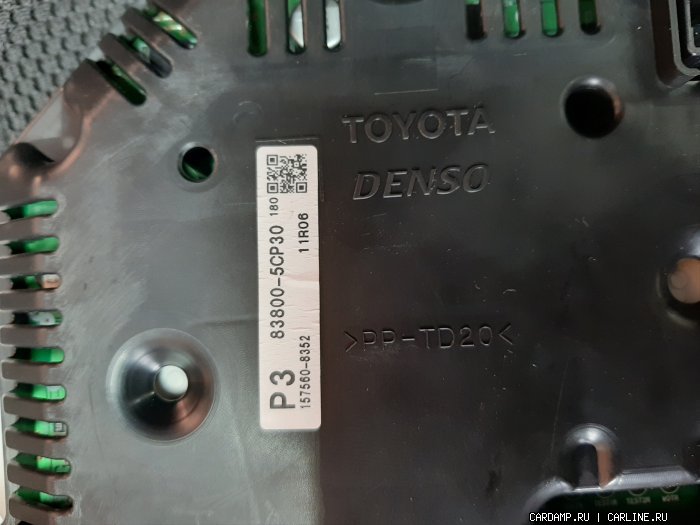 TOYOTA
DENSO
P3 83800-5CP30 180
157560-8352 11R06
>PP-TD20<
CARDAMP.RU | CARLINE.RU